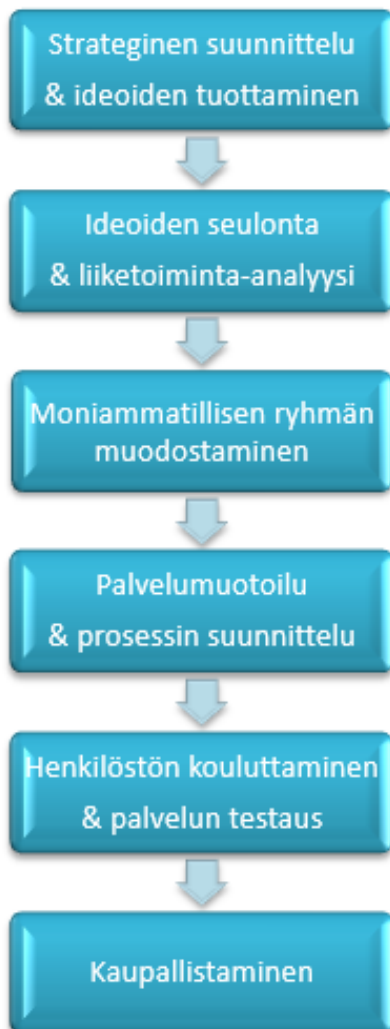 Strateginen suunnittelu
& ideoiden tuottaminen
Ideoiden seulonta
& liiketoiminta-analyysi
Moniammatillisen ryhmän
muodostaminen
Palvelumuotoilu
& prosessin suunnittelu
Henkilöstön kouluttaminen
& palvelun testaus
Kaupallistaminen